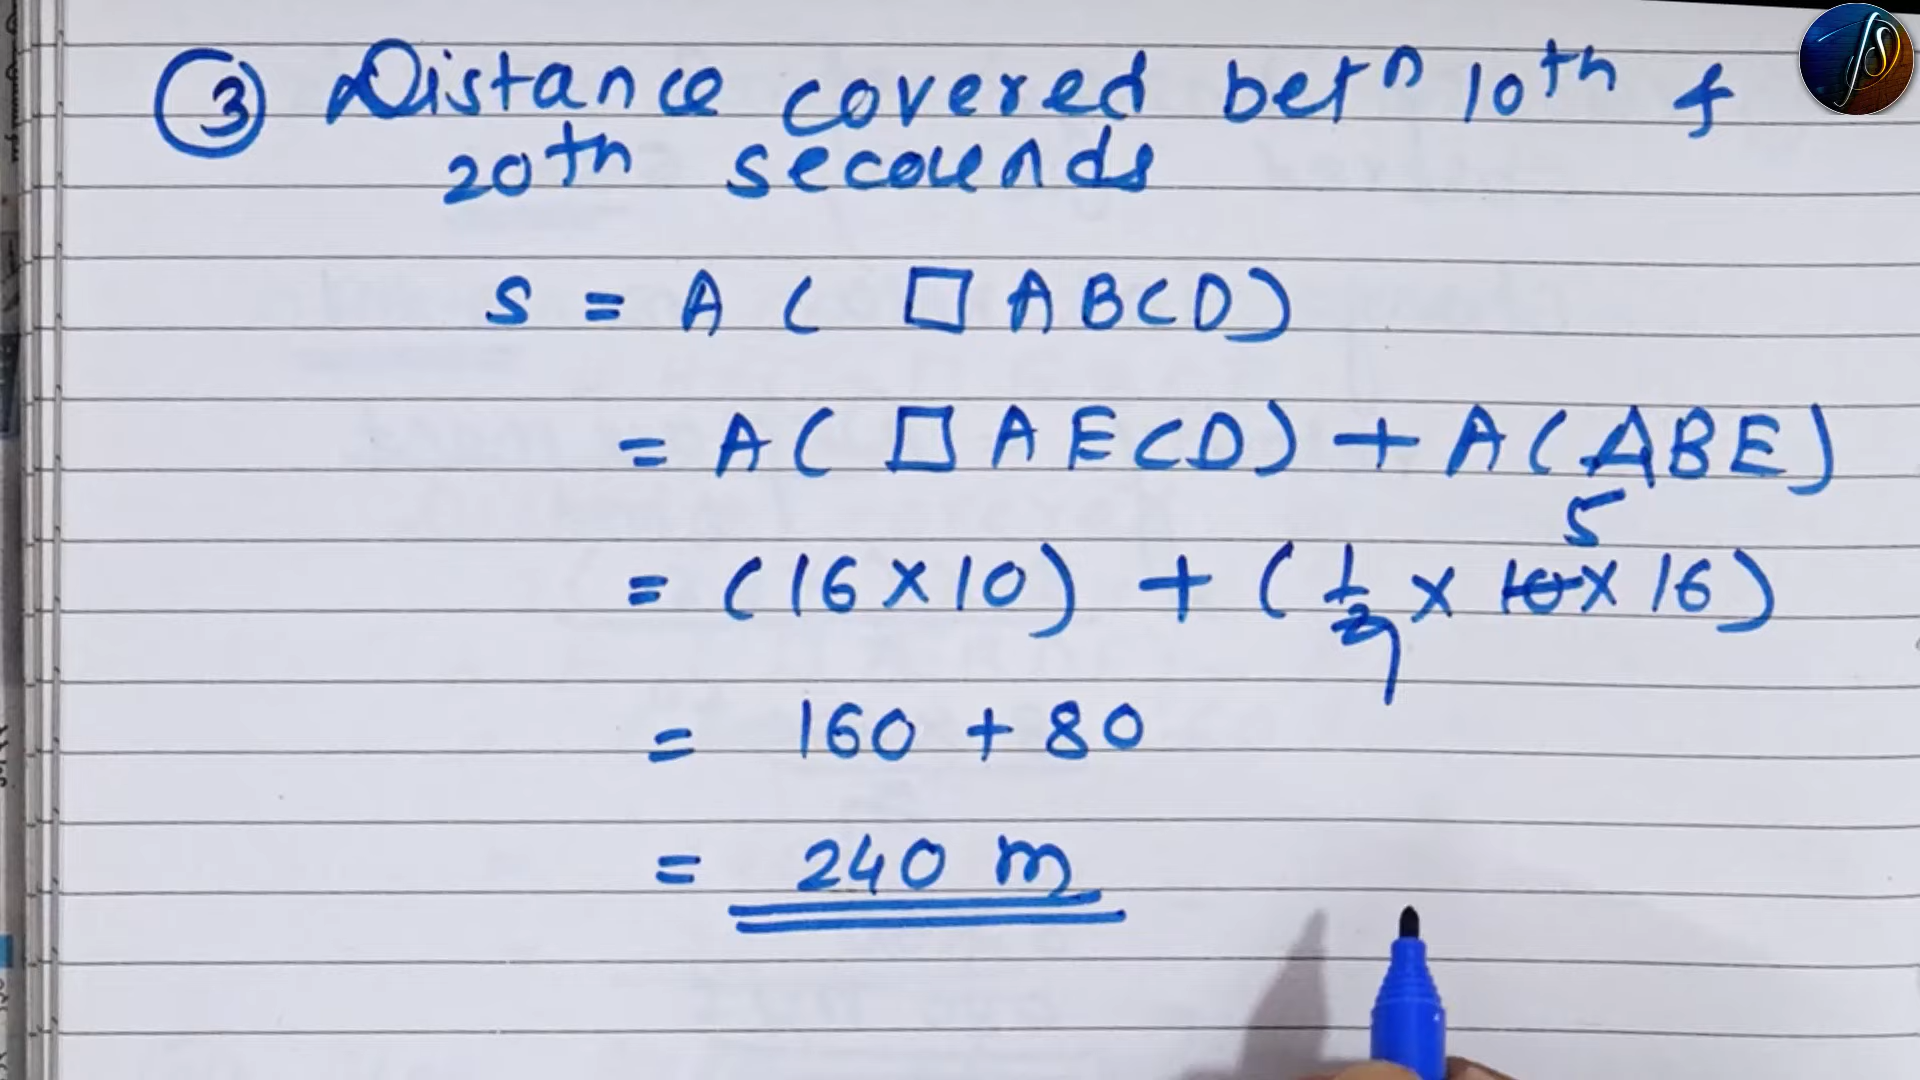 ③ Distance covered betⁿ 10th &
20th secounds
S = A ( □ ABCD)
= A ( □ AECD) + A ( ABE)
5
= (16 × 10) + ( 1/2 × 10 × 16 )
= 160 + 80
= 240 m